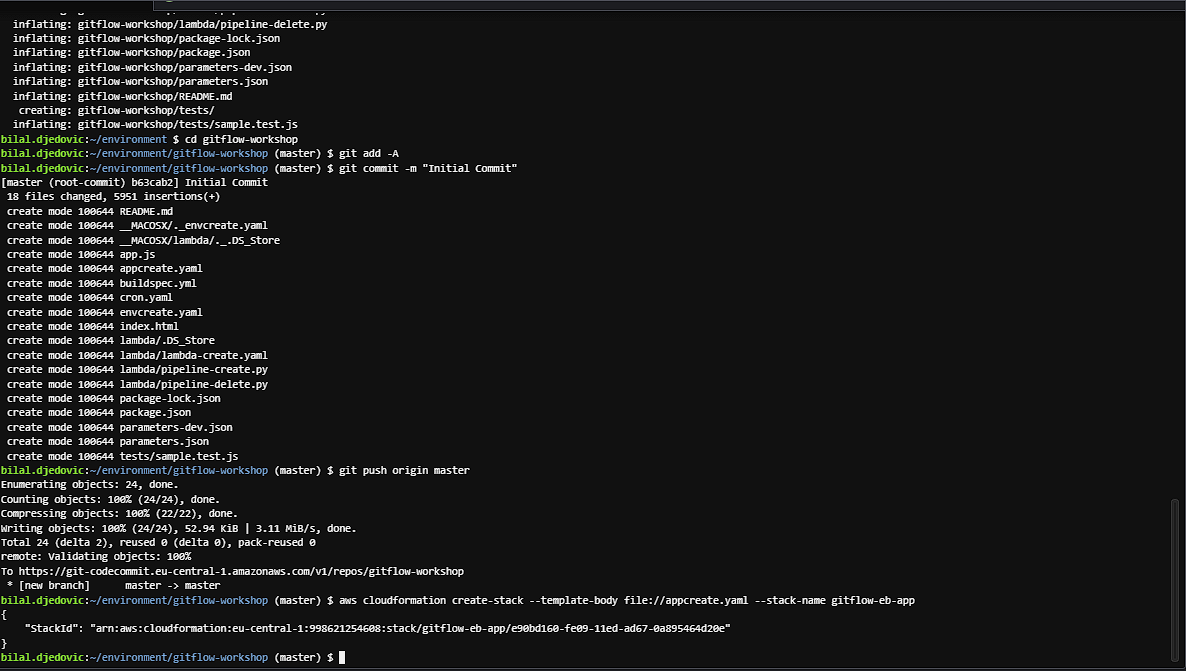 inflating: gitflow-workshop/lambda/pipeline-delete.py
inflating: gitflow-workshop/package-lock.json
inflating: gitflow-workshop/package.json
inflating: gitflow-workshop/parameters-dev.json
inflating: gitflow-workshop/parameters.json
inflating: gitflow-workshop/README.md
creating: gitflow-workshop/tests/
inflating: gitflow-workshop/tests/sample.test.js
bilal.djedovic:~/environment $ cd gitflow-workshop
bilal.djedovic:~/environment/gitflow-workshop (master) $ git add -A
bilal.djedovic:~/environment/gitflow-workshop (master) $ git commit -m "Initial Commit"
[master (root-commit) b63cab2] Initial Commit
18 files changed, 5951 insertions(+)
create mode 100644 README.md
create mode 100644 __MACOSX/._envcreate.yaml
create mode 100644 __MACOSX/lambda/._.DS_Store
create mode 100644 app.js
create mode 100644 appcreate.yaml
create mode 100644 buildspec.yml
create mode 100644 cron.yaml
create mode 100644 envcreate.yaml
create mode 100644 index.html
create mode 100644 lambda/.DS_Store
create mode 100644 lambda/lambda-create.yaml
create mode 100644 lambda/pipeline-create.py
create mode 100644 lambda/pipeline-delete.py
create mode 100644 package-lock.json
create mode 100644 package.json
create mode 100644 parameters-dev.json
create mode 100644 parameters.json
create mode 100644 tests/sample.test.js
bilal.djedovic:~/environment/gitflow-workshop (master) $ git push origin master
Enumerating objects: 24, done.
Counting objects: 100% (24/24), done.
Compressing objects: 100% (22/22), done.
Writing objects: 100% (24/24), 52.94 KiB | 3.11 MiB/s, done.
Total 24 (delta 2), reused 0 (delta 0), pack-reused 0
remote: Validating objects: 100%
To https://git-codecommit.eu-central-1.amazonaws.com/v1/repos/gitflow-workshop
* [new branch]      master -> master
bilal.djedovic:~/environment/gitflow-workshop (master) $ aws cloudformation create-stack --template-body file://appcreate.yaml --stack-name gitflow-eb-app
{
"StackId": "arn:aws:cloudformation:eu-central-1:998621254608:stack/gitflow-eb-app/e90bd160-fe09-11ed-ad67-0a895464d20e"
}
bilal.djedovic:~/environment/gitflow-workshop (master) $